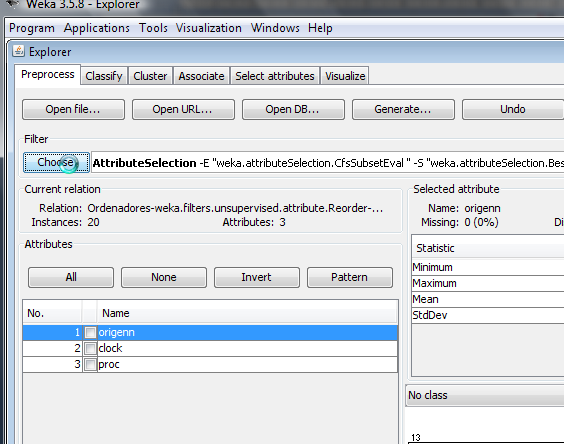 Weka 3.5.8 - Explorer
Program Applications Tools Visualization Windows Help
Explorer
Preprocess Classify Cluster Associate Select attributes Visualize
Open file... Open URL... Open DB... Generate... Undo
Filter
Choose AttributeSelection -E "weka.attributeSelection.CfsSubsetEval " -S "weka.attributeSelection.Bes
Current relation
Relation: Ordenadores-weka.filters.unsupervised.attribute.Reorder-...
Instances: 20 Attributes: 3
Selected attribute
Name: origenn
Missing: 0 (0%) Di
Attributes
All None Invert Pattern
No. Name
1 origenn
2 clock
3 proc
Statistic
Minimum
Maximum
Mean
StdDev
No class
13